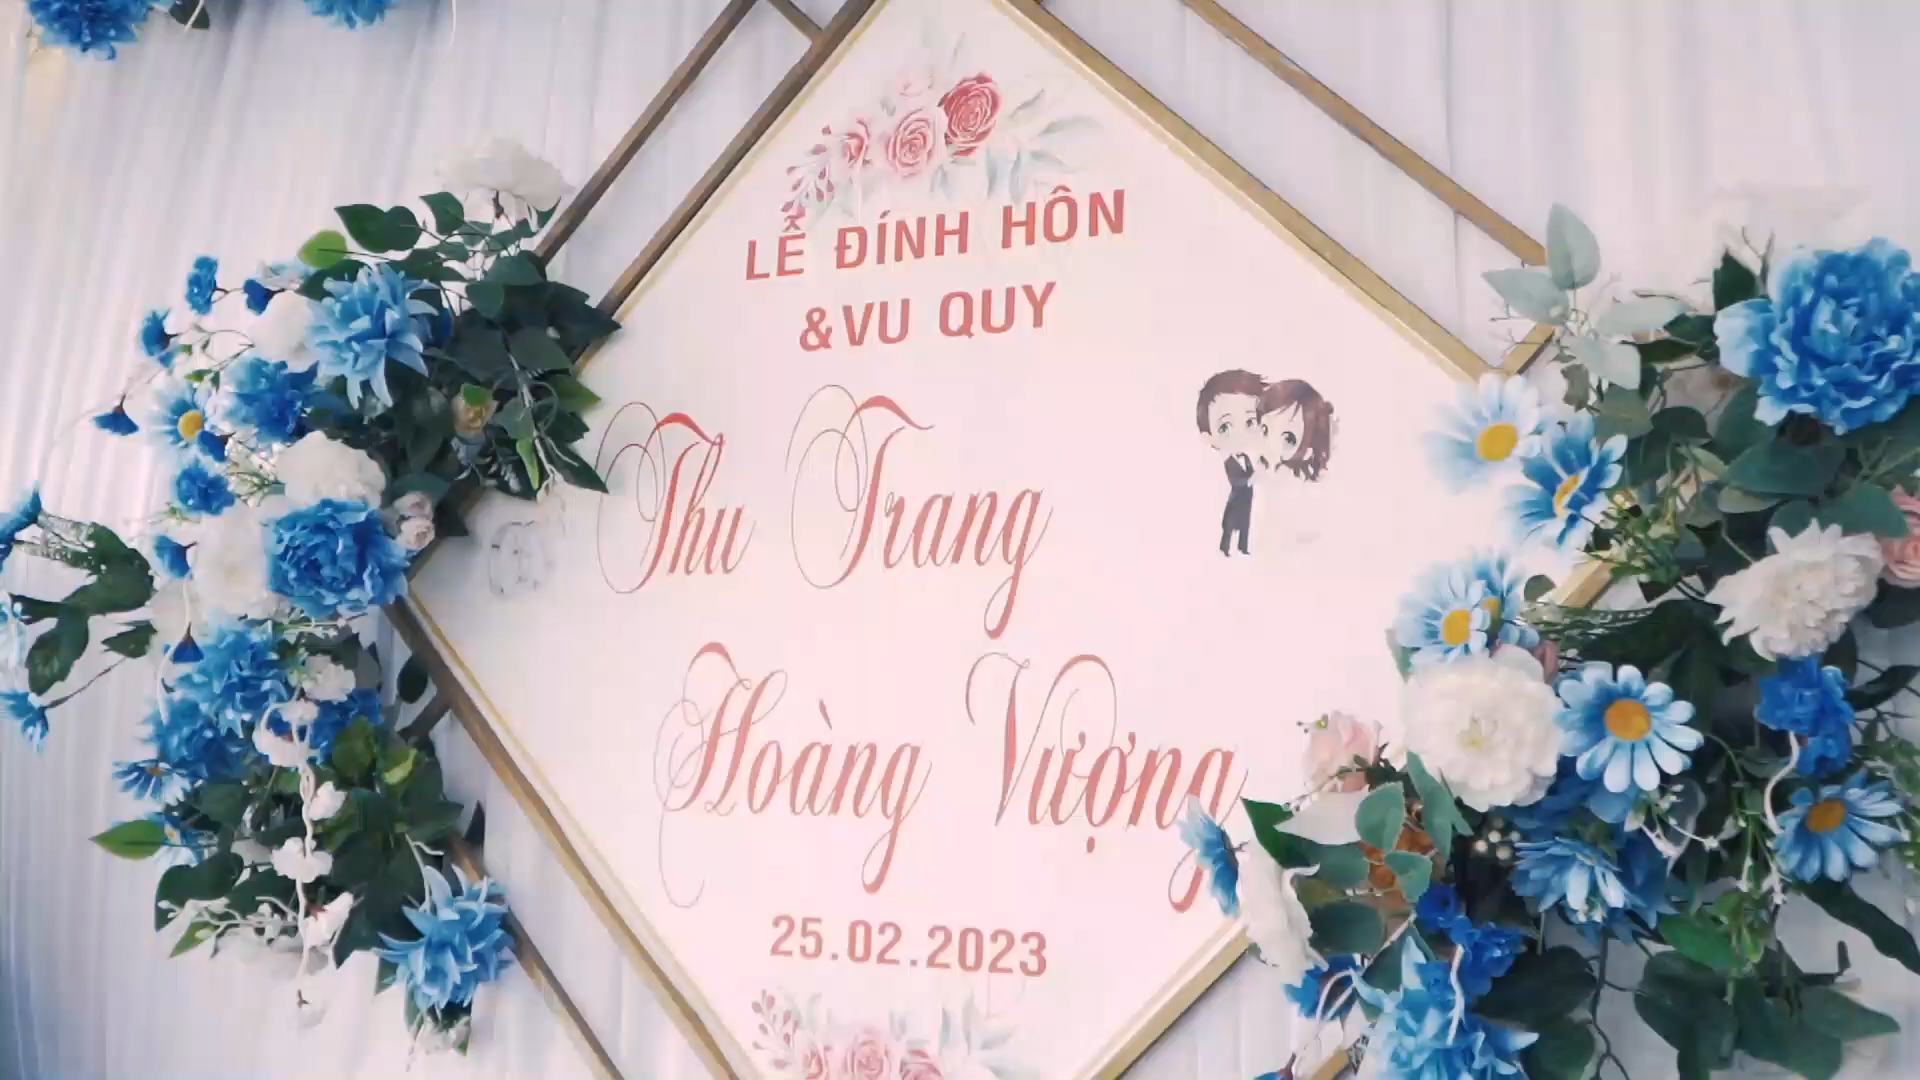 LỄ ĐÍNH HÔN
&VU QUY
Thu Trang
Hoàng Vượng
25.02.2023